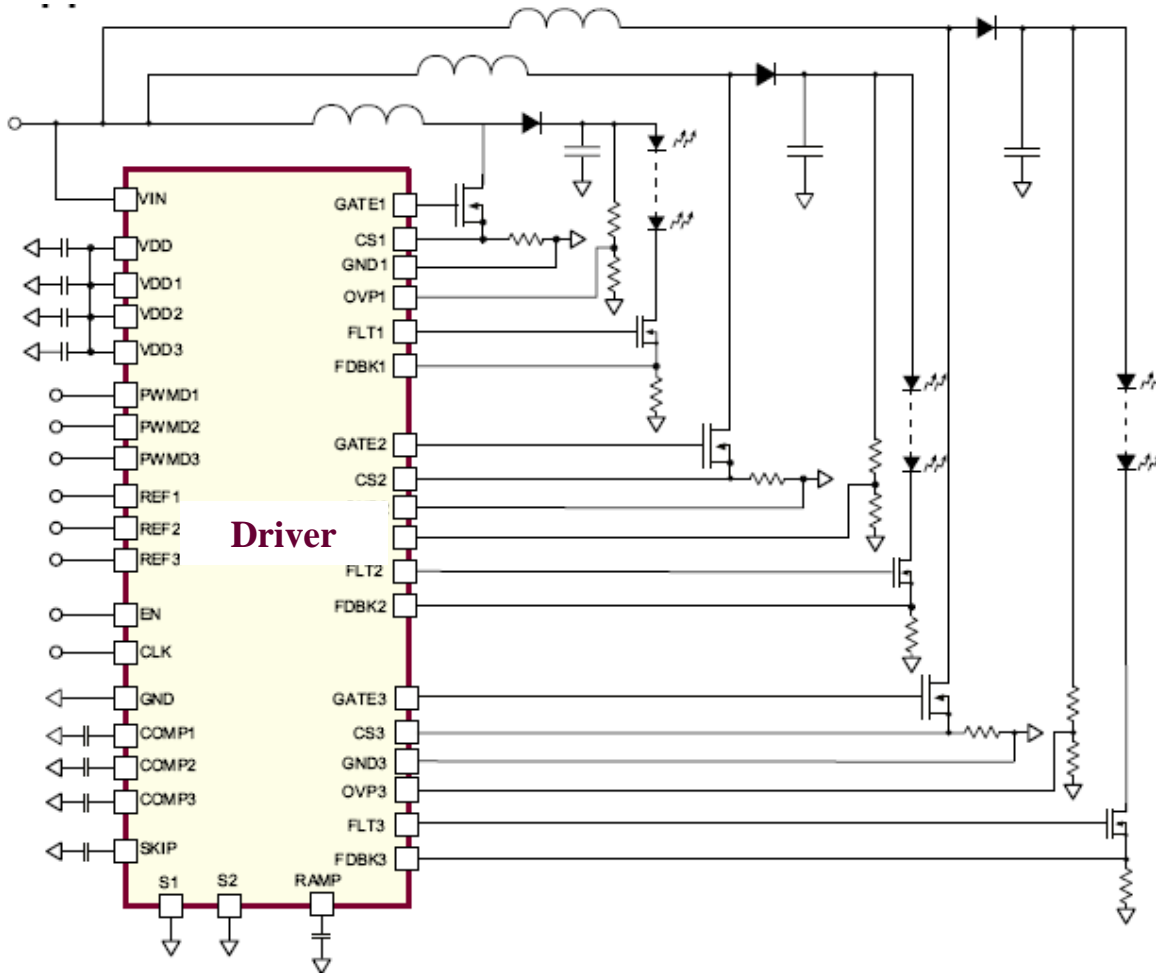 VIN
VDD
VDD1
VDD2
VDD3
PWMD1
PWMD2
PWMD3
REF1
REF2
REF3
EN
CLK
GND
COMP1
COMP2
COMP3
SKIP
S1
S2
RAMP
Driver
GATE1
CS1
GND1
OVP1
FLT1
FDBK1
GATE2
CS2
FLT2
FDBK2
GATE3
CS3
GND3
OVP3
FLT3
FDBK3